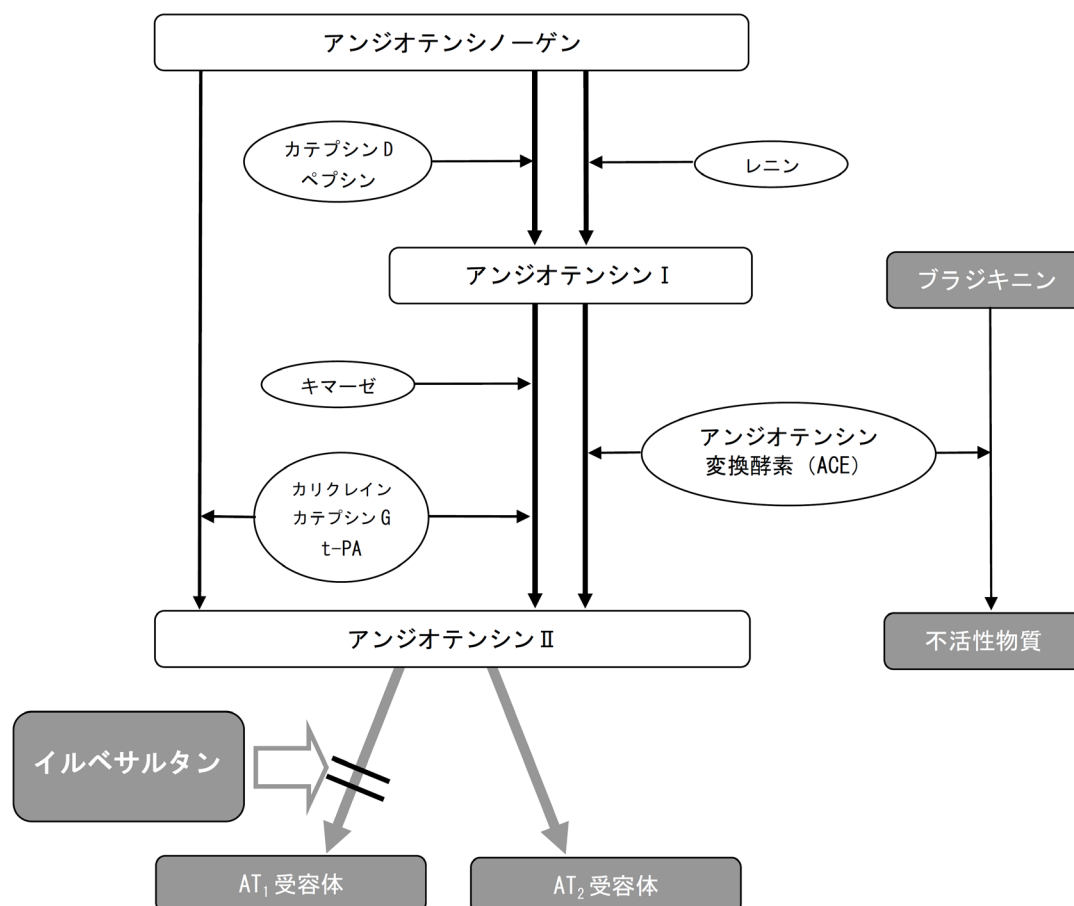 アンジオテンシノーゲン
カテプシンD
ペプシン
レニン
アンジオテンシンⅠ
ブラジキニン
キマーゼ
アンジオテンシン
変換酵素（ACE）
カリクレイン
カテプシンG
t-PA
アンジオテンシンⅡ
不活性物質
イルベサルタン
AT₁受容体
AT₂受容体